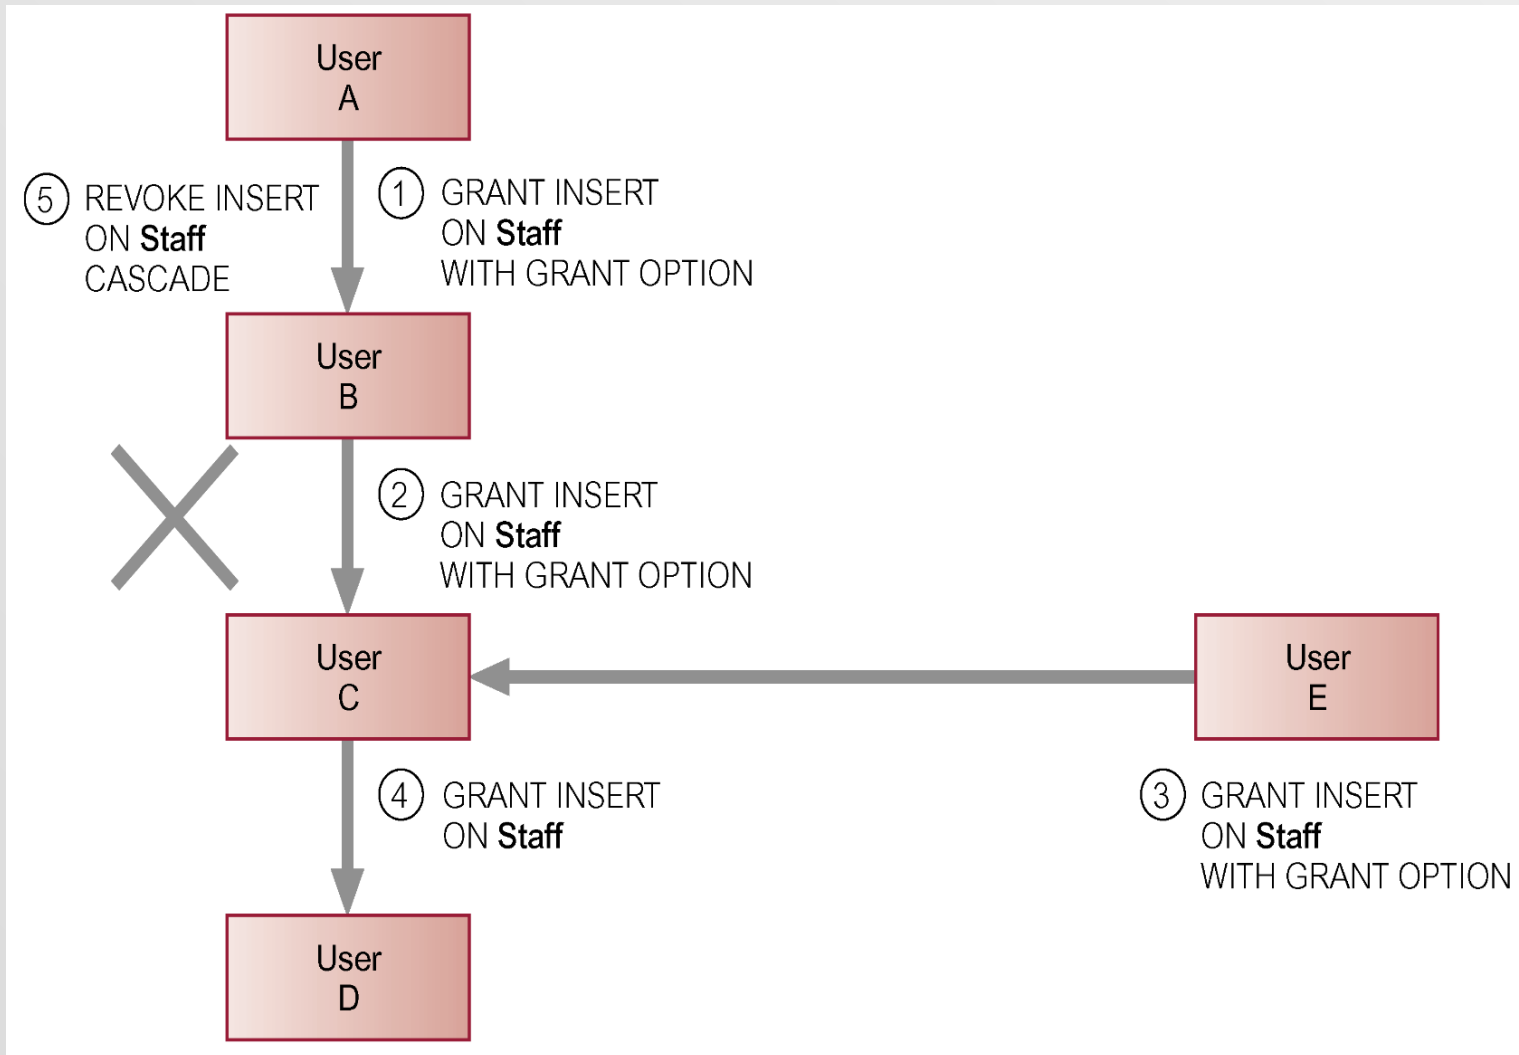 User
A
5 REVOKE INSERT
ON Staff
CASCADE
1 GRANT INSERT
ON Staff
WITH GRANT OPTION
User
B
2 GRANT INSERT
ON Staff
WITH GRANT OPTION
User
C
User
E
4 GRANT INSERT
ON Staff
3 GRANT INSERT
ON Staff
WITH GRANT OPTION
User
D